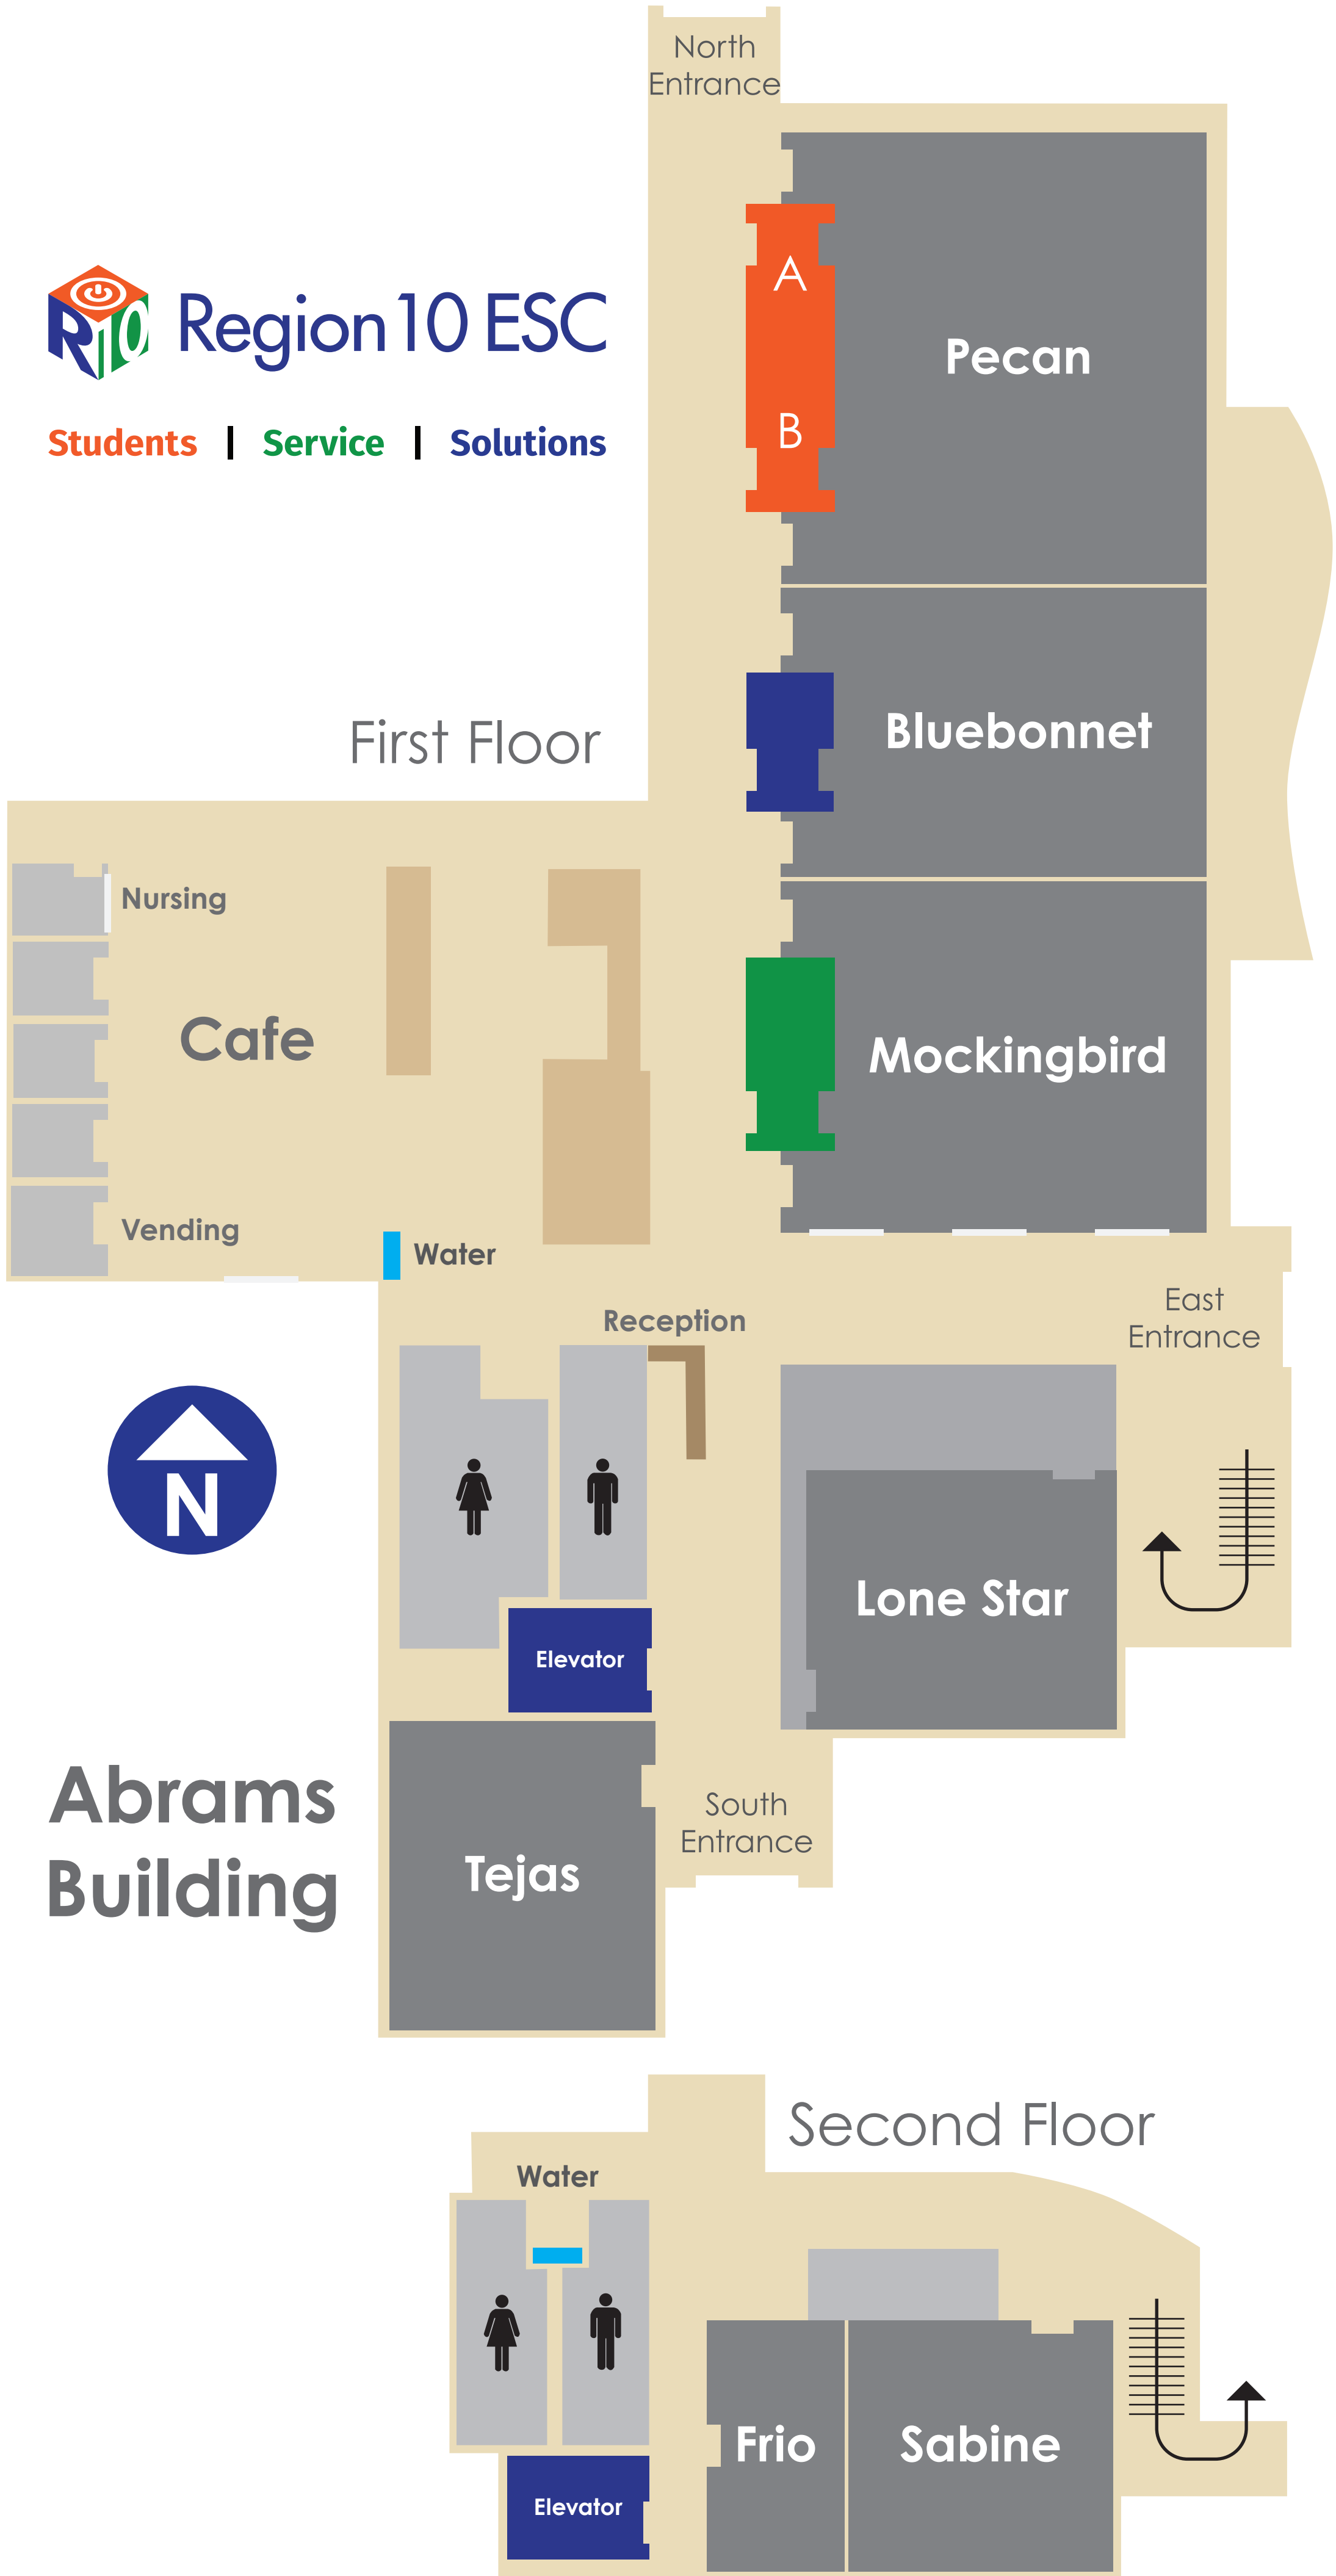 North
Entrance
A
Pecan
R10 Region 10 ESC
B
Students | Service | Solutions
Bluebonnet
First Floor
Nursing
Cafe
Mockingbird
Vending
Water
East
Entrance
Reception
N
Lone Star
Elevator
Abrams
Building
South
Entrance
Tejas
Second Floor
Water
Frio
Sabine
Elevator